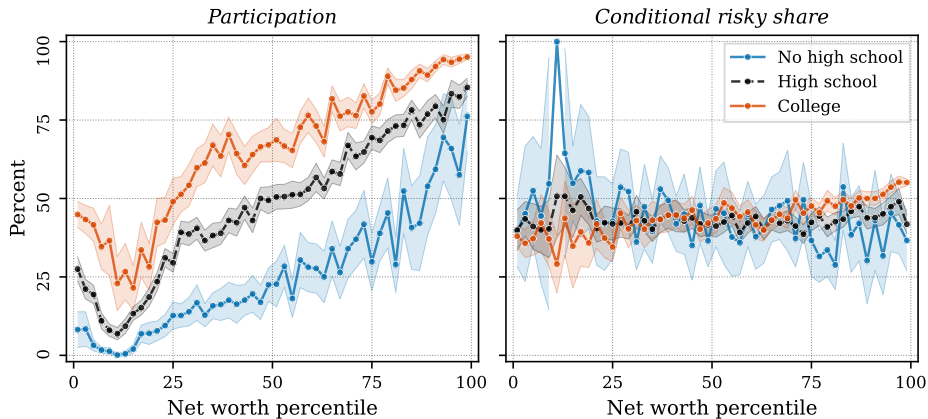 Participation
Conditional risky share
Percent
100
75
50
25
0
0
25
50
75
100
Net worth percentile
No high school
High school
College
0
25
50
75
100
Net worth percentile